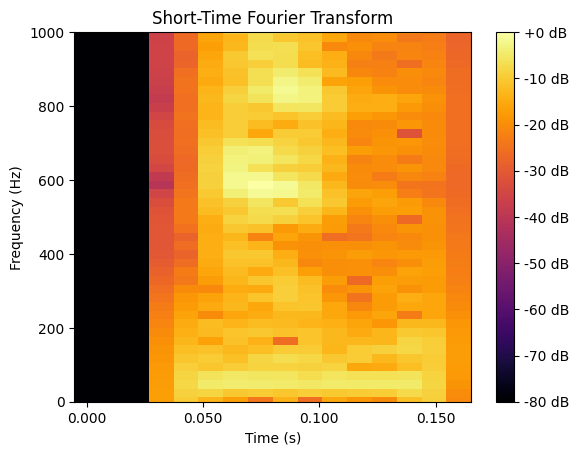 Short-Time Fourier Transform
1000
800
600
400
200
0
Frequency (Hz)
0.000
0.050
0.100
0.150
Time (s)
+0 dB
-10 dB
-20 dB
-30 dB
-40 dB
-50 dB
-60 dB
-70 dB
-80 dB